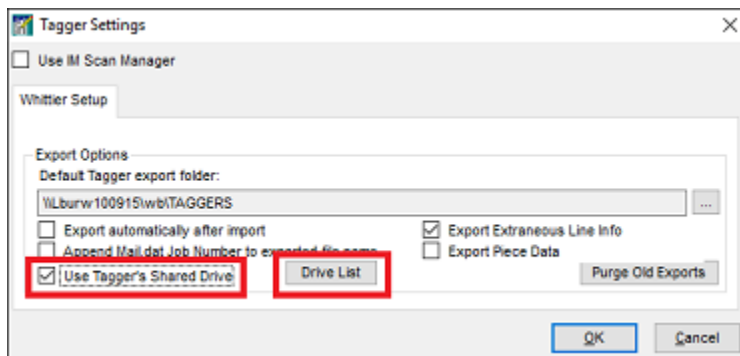 Tagger Settings
Use IM Scan Manager
Whittier Setup
Export Options
Default Tagger export folder:
\\Lburw100915\wb\TAGGERS
...
Export automatically after import
Export Extraneous Line Info
Append Mail.dat Job Number to exported file name
Export Piece Data
Use Tagger's Shared Drive
Drive List
Purge Old Exports
OK
Cancel